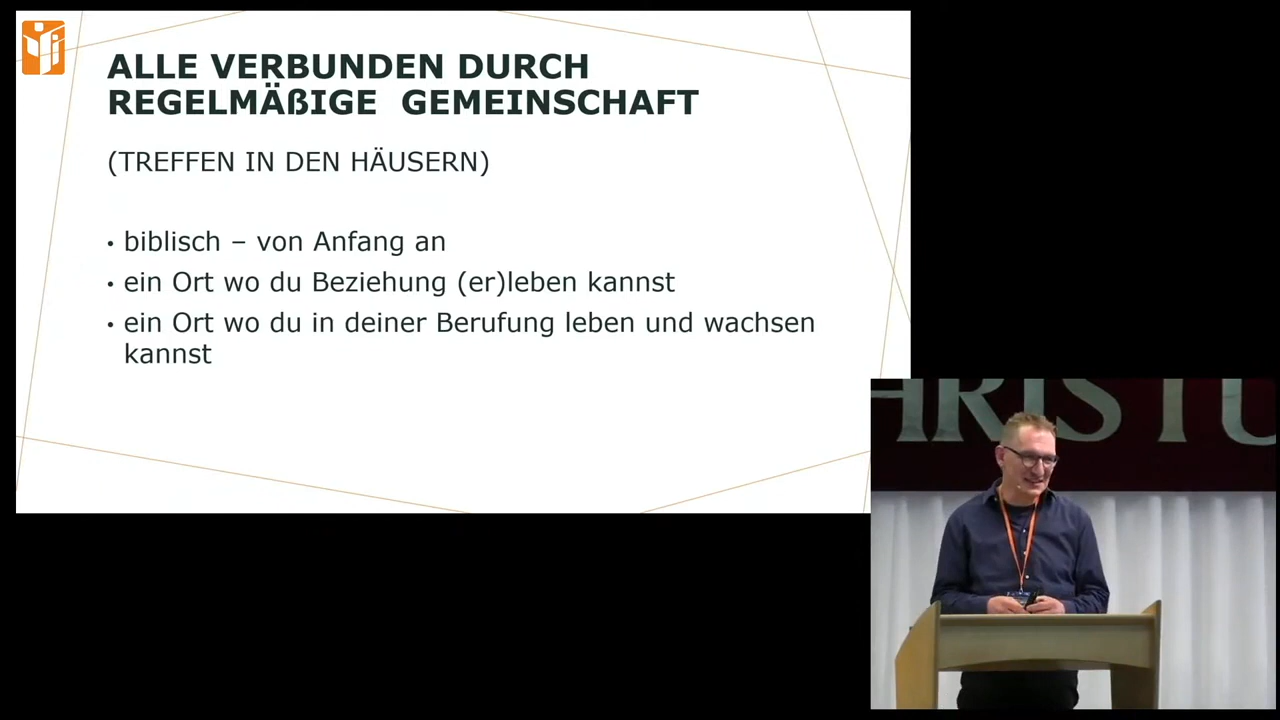 ALLE VERBUNDEN DURCH
REGELMÄßIGE GEMEINSCHAFT
(TREFFEN IN DEN HÄUSERN)
• biblisch – von Anfang an
• ein Ort wo du Beziehung (er)leben kannst
• ein Ort wo du in deiner Berufung leben und wachsen
kannst
HRISTU